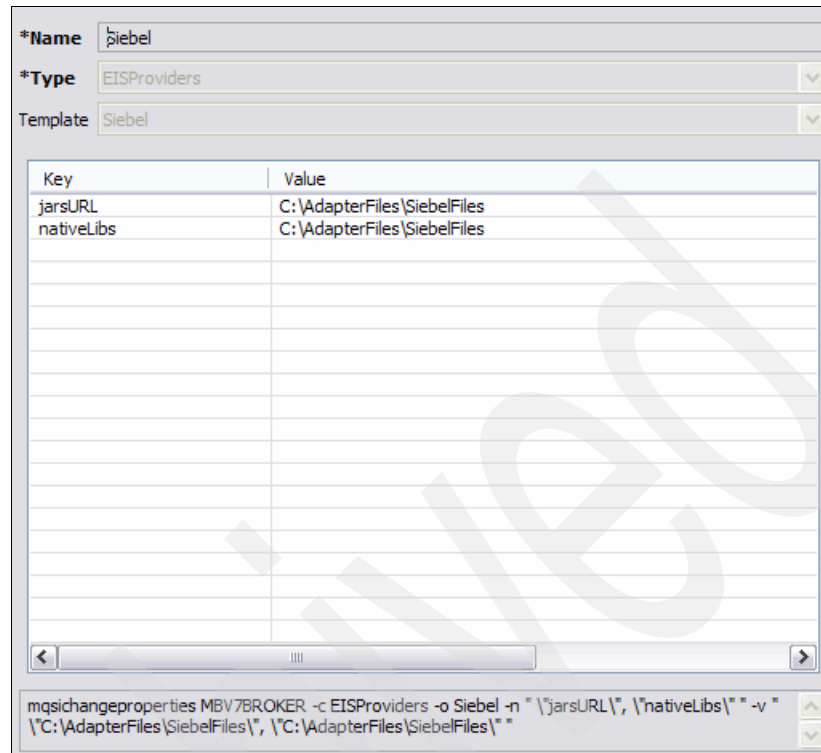 *Name Siebel
*Type EISProviders
Template Siebel
Key Value
jarsURL C:\AdapterFiles\SiebelFiles
nativeLibs C:\AdapterFiles\SiebelFiles
mqsichangeproperties MBV7BROKER -c EISProviders -o Siebel -n " \"jarsURL\", \"nativeLibs\" " -v "
\"C:\AdapterFiles\SiebelFiles\", \"C:\AdapterFiles\SiebelFiles\" "